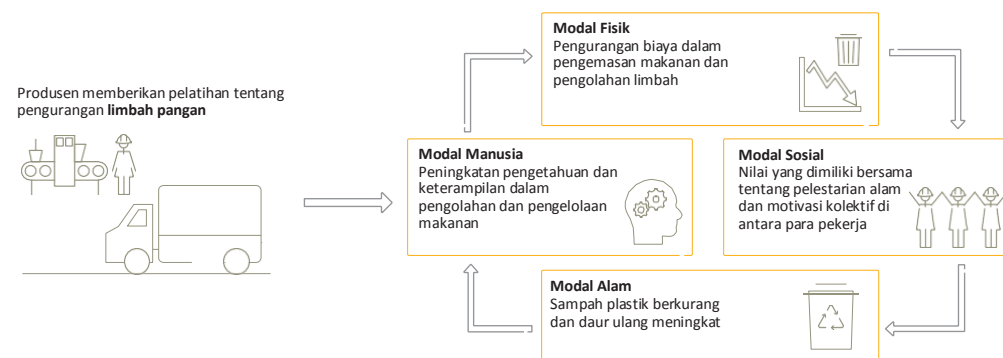 Produsen memberikan pelatihan tentang
pengurangan limbah pangan
Modal Fisik
Pengurangan biaya dalam
pengemasan makanan dan
pengolahan limbah
Modal Manusia
Peningkatan pengetahuan dan
keterampilan dalam
pengolahan dan pengelolaan
makanan
Modal Sosial
Nilai yang dimiliki bersama
tentang pelestarian alam
dan motivasi kolektif di
antara para pekerja
Modal Alam
Sampah plastik berkurang
dan daur ulang meningkat